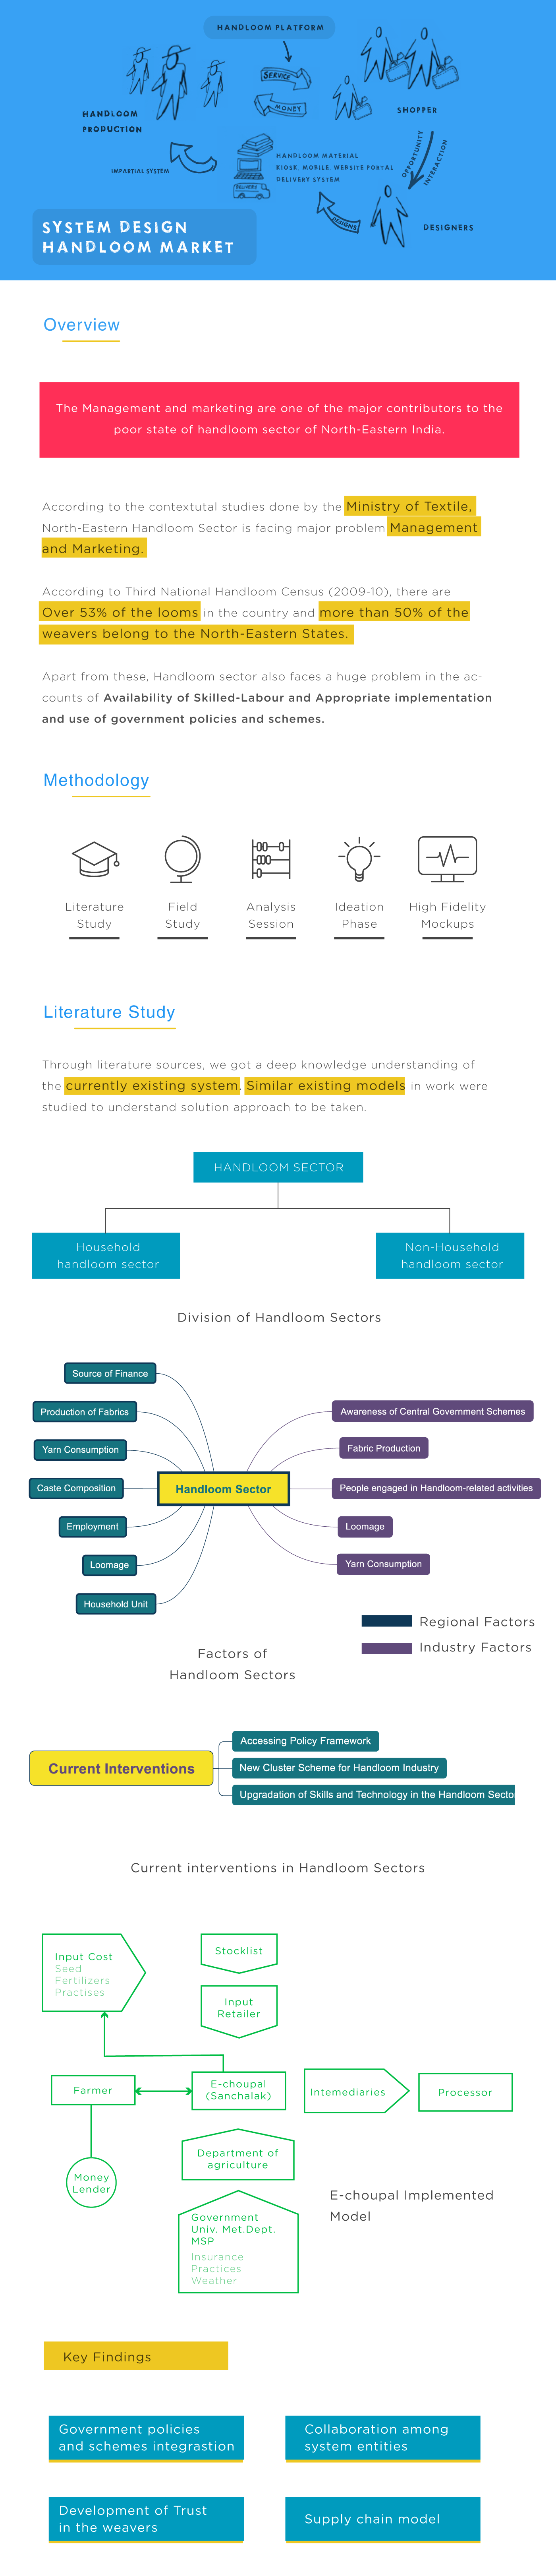 HANDLOOM PLATFORM
SERVICE
MONEY
HANDLOOM
PRODUCTION
SHOPPER
IMPARTIAL SYSTEM
HANDLOOM MATERIAL
KIOSK, MOBILE, WEBSITE PORTAL
DELIVERY SYSTEM
DELIVERY
OPPORTUNITY
INTERACTION
DESIGNS
DESIGNERS
SYSTEM DESIGN
HANDLOOM MARKET
Overview
The Management and marketing are one of the major contributors to the
poor state of handloom sector of North-Eastern India.
According to the contextutal studies done by the Ministry of Textile,
North-Eastern Handloom Sector is facing major problem Management
and Marketing.
According to Third National Handloom Census (2009-10), there are
Over 53% of the looms in the country and more than 50% of the
weavers belong to the North-Eastern States.
Apart from these, Handloom sector also faces a huge problem in the ac-
counts of Availability of Skilled-Labour and Appropriate implementation
and use of government policies and schemes.
Methodology
Literature
Study
Field
Study
Analysis
Session
Ideation
Phase
High Fidelity
Mockups
Literature Study
Through literature sources, we got a deep knowledge understanding of
the currently existing system. Similar existing models in work were
studied to understand solution approach to be taken.
HANDLOOM SECTOR
Household
handloom sector
Non-Household
handloom sector
Division of Handloom Sectors
Source of Finance
Production of Fabrics
Yarn Consumption
Caste Composition
Employment
Loomage
Household Unit
Handloom Sector
Awareness of Central Government Schemes
Fabric Production
People engaged in Handloom-related activities
Loomage
Yarn Consumption
Regional Factors
Industry Factors
Factors of
Handloom Sectors
Current Interventions
Accessing Policy Framework
New Cluster Scheme for Handloom Industry
Upgradation of Skills and Technology in the Handloom Secto
Current interventions in Handloom Sectors
Input Cost
Seed
Fertilizers
Practises
Stocklist
Input
Retailer
Farmer
E-choupal
(Sanchalak)
Intemediaries
Processor
Money
Lender
Department of
agriculture
Government
Univ. Met.Dept.
MSP
Insurance
Practices
Weather
E-choupal Implemented
Model
Key Findings
Government policies
and schemes integrastion
Collaboration among
system entities
Development of Trust
in the weavers
Supply chain model